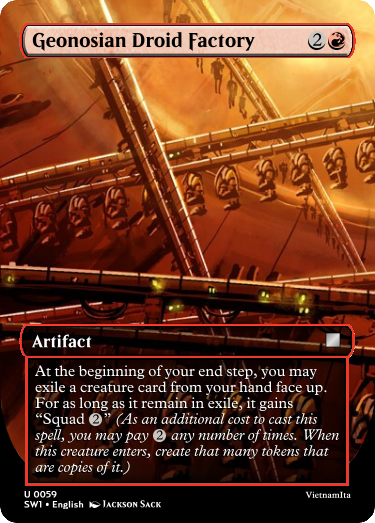 Geonosian Droid Factory 2
Artifact
At the beginning of your end step, you may
exile a creature card from your hand face up.
For as long as it remain in exile, it gains
“Squad 2” (As an additional cost to cast this
spell, you may pay 2 any number of times. When
this creature enters, create that many tokens
that are copies of it.)
U 0059
SW1 • English Jackson Sack
VietnamIta